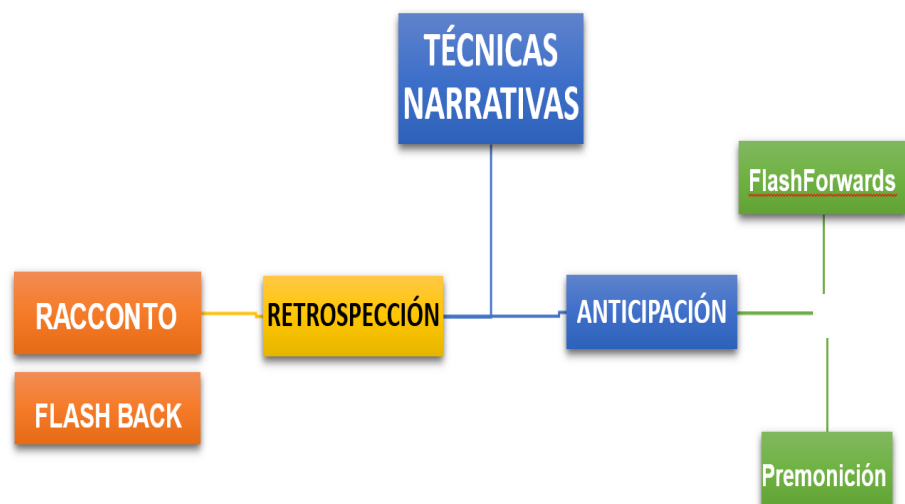 TÉCNICAS
NARRATIVAS
FlashForwards
RACCONTO
RETROSPECCIÓN
ANTICIPACIÓN
FLASH BACK
Premonición